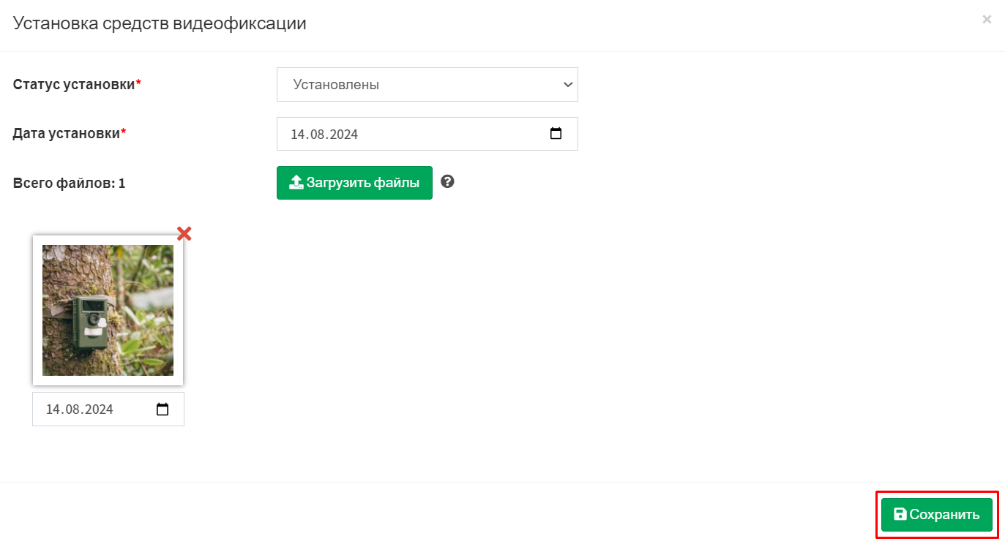 Установка средств видеофиксации
×
Статус установки*
Установлены
Дата установки*
14.08.2024
Всего файлов: 1
Загрузить файлы
?
14.08.2024
Сохранить